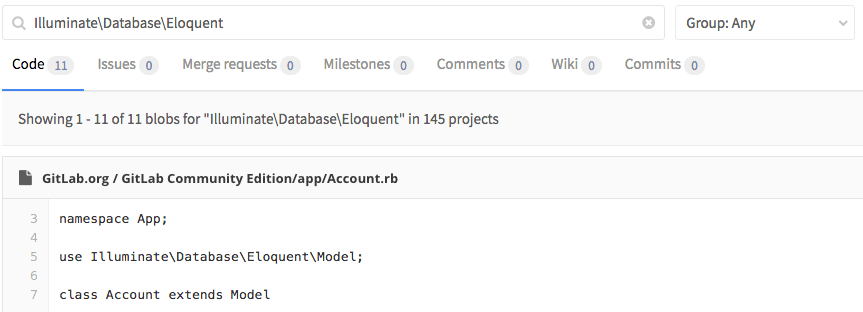 Illuminate\Database\Eloquent Group: Any
Code 11 Issues 0 Merge requests 0 Milestones 0 Comments 0 Wiki 0 Commits 0
Showing 1 - 11 of 11 blobs for "Illuminate\Database\Eloquent" in 145 projects
GitLab.org / GitLab Community Edition/app/Account.rb
3 namespace App;
4
5 use Illuminate\Database\Eloquent\Model;
6
7 class Account extends Model